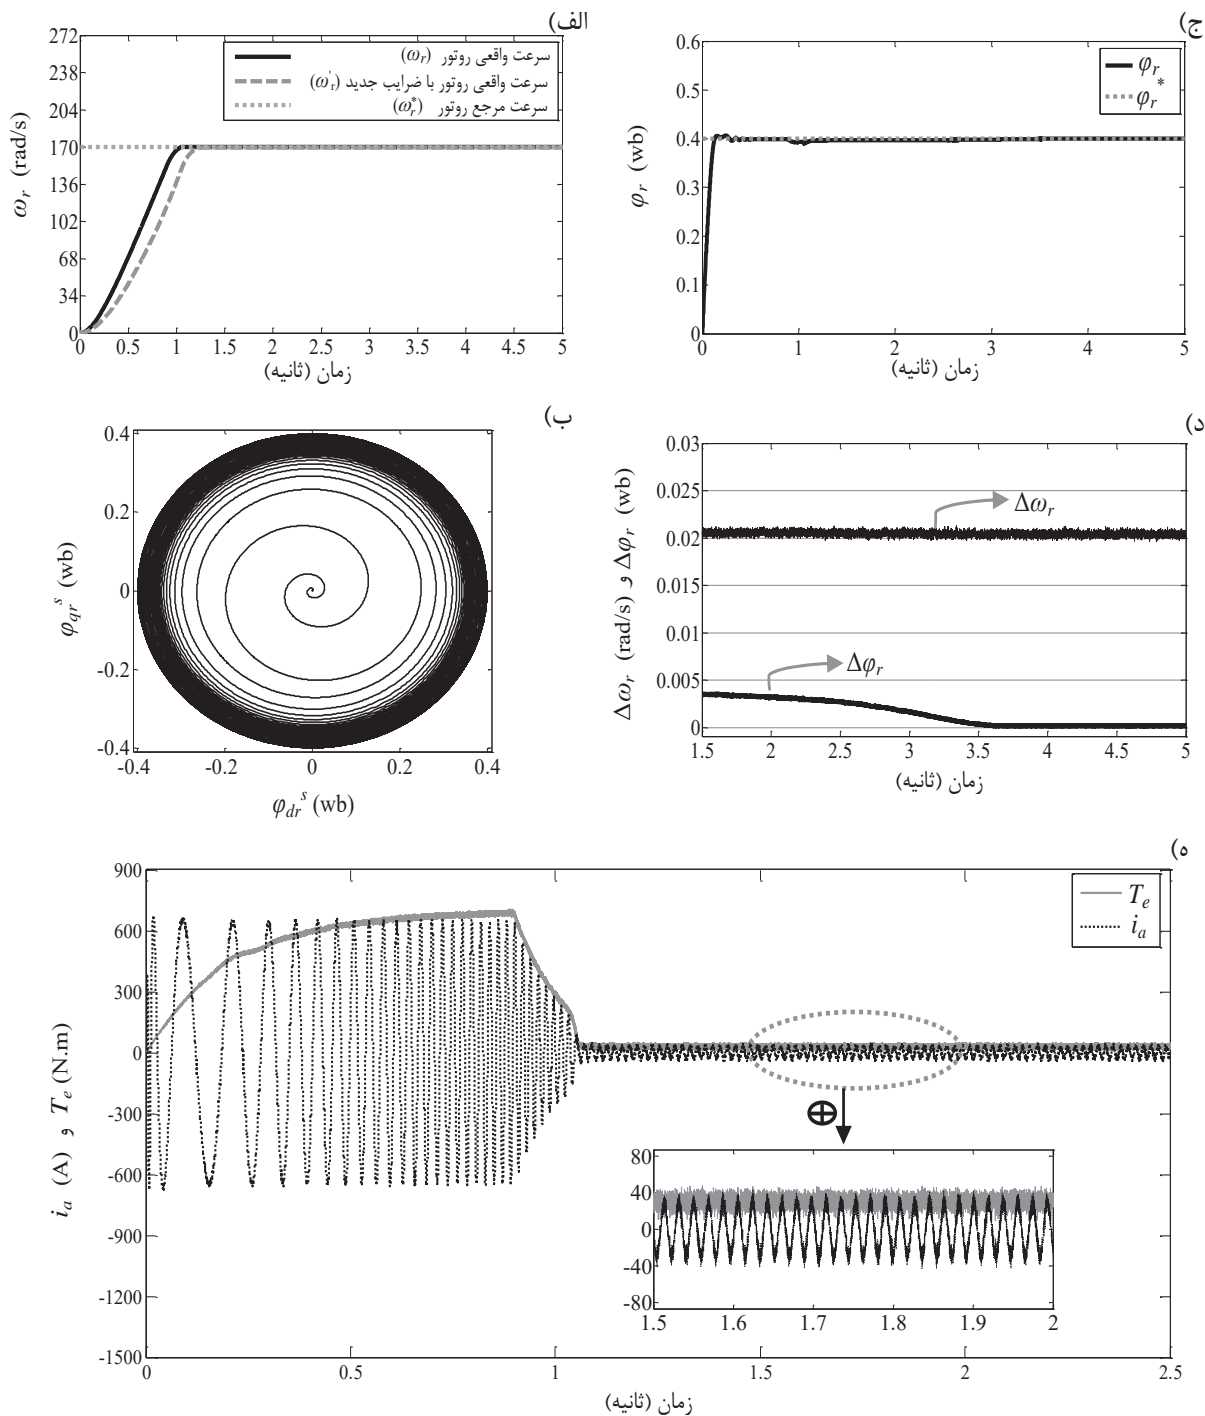 الف)
272
238
204
170
136
102
68
34
0
ω_r (rad/s)
سرعت واقعی روتور (ω_r)
سرعت واقعی روتور با ضرایب جدید (ω'_r)
سرعت مرجع روتور (ω_r^*)
0 0.5 1 1.5 2 2.5 3 3.5 4 4.5 5
زمان (ثانیه)
ج)
0.6
0.5
0.4
0.3
0.2
0.1
0
φ_r (wb)
φ_r
φ_r^*
0 1 2 3 4 5
زمان (ثانیه)
ب)
0.4
0.2
0
-0.2
-0.4
φ_qr^s (wb)
-0.4 -0.2 0 0.2 0.4
φ_dr^s (wb)
د)
0.03
0.025
0.02
0.015
0.01
0.005
0
Δω_r (rad/s) و Δφ_r (wb)
Δω_r
Δφ_r
1.5 2 2.5 3 3.5 4 4.5 5
زمان (ثانیه)
ه)
900
600
300
0
-300
-600
-900
-1200
-1500
i_a (A) و T_e (N.m)
T_e
i_a
80
40
0
-40
-80
1.5 1.6 1.7 1.8 1.9 2
0 0.5 1 1.5 2 2.5
زمان (ثانیه)